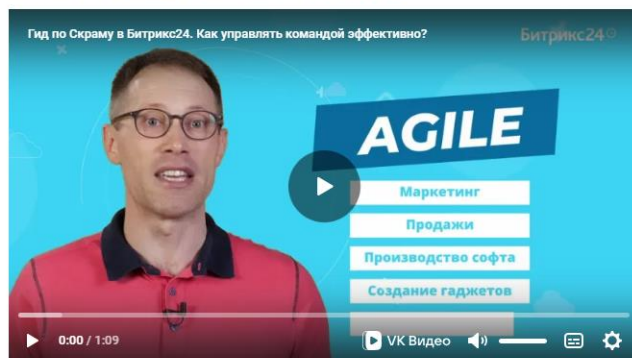 Гид по Скраму в Битрикс24. Как управлять командой эффективно?
Битрикс24
AGILE
Маркетинг
Продажи
Производство софта
Создание гаджетов
0:00 / 1:09
VK Видео